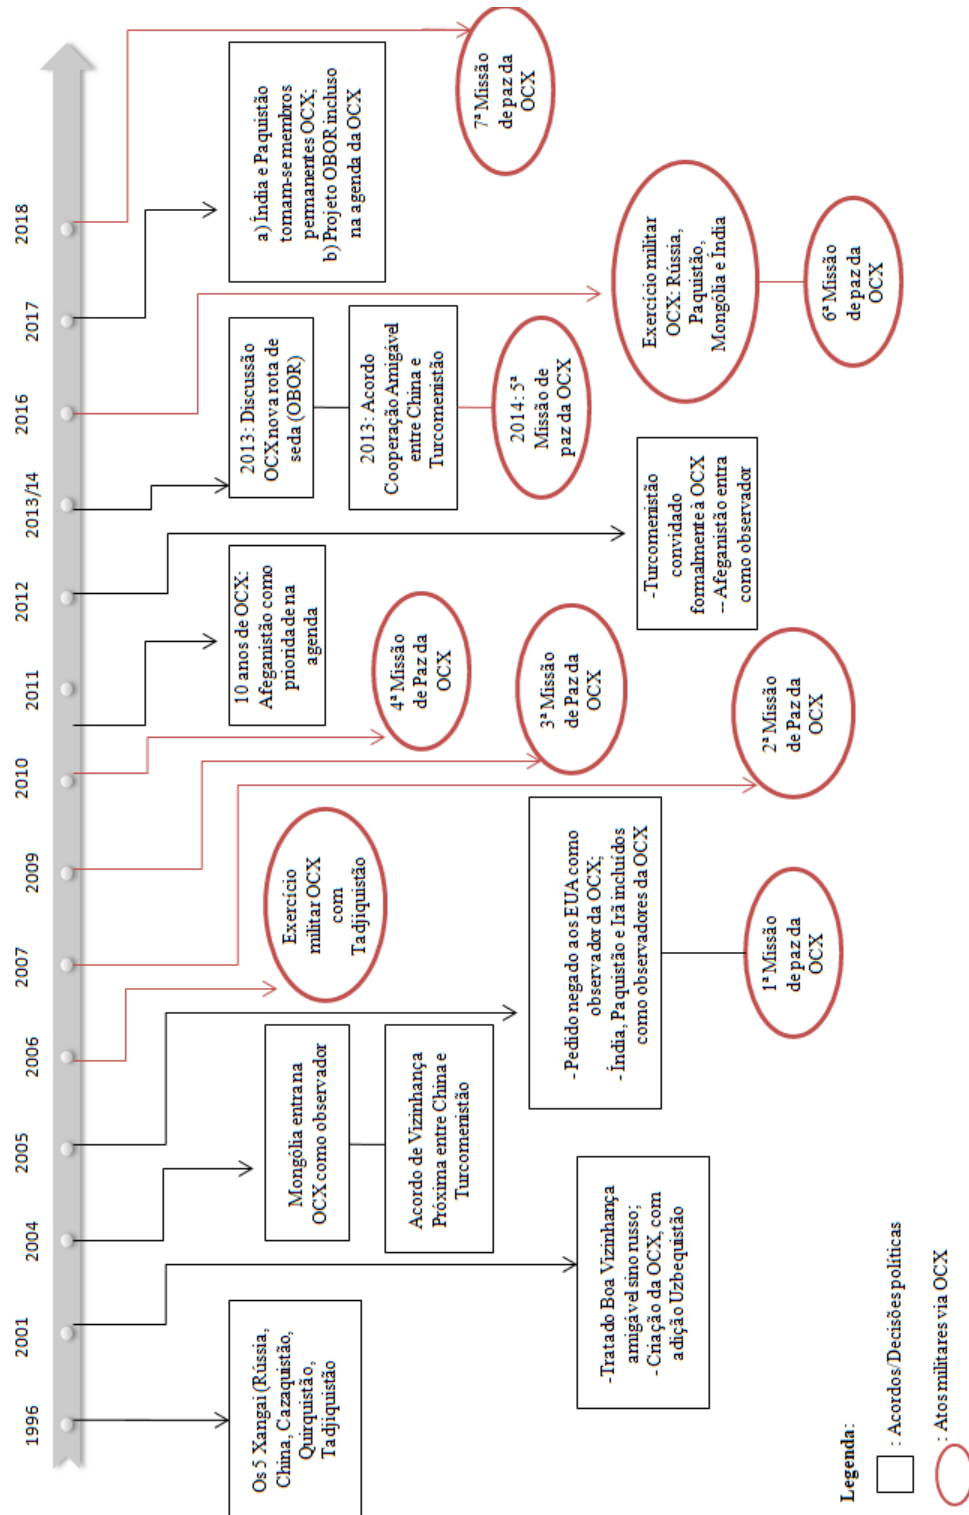 1996
2001
2004
2005
2006
2007
2009
2010
2011
2012
2013/14
2016
2017
2018
Os 5 Xangai (Rússia,
China, Cazaquistão,
Quirquistão,
Tadjiquistão
-Tratado Boa Vizinhança
amigável sino russo;
- Criação da OCX, com
adição Uzbequistão
Mongólia entra na
OCX como observador
Acordo de Vizinhança
Próxima entre China e
Turcomenistão
- Pedido negado aos EUA como
observador da OCX;
- Índia, Paquistão e Irã incluídos
como observadores da OCX
1ª Missão
de paz da
OCX
Exercício
militar OCX
com
Tadjiquistão
2ª Missão
de Paz da
OCX
3ª Missão
de Paz da
OCX
4ª Missão
de Paz da
OCX
10 anos de OCX:
Afeganistão como
prioridade na
agenda
-Turcomenistão
convidado
formalmente à OCX
-- Afeganistão entra
como observador
2013: Discussão
OCX nova rota de
seda (OBOR)
2013: Acordo
Cooperação Amigável
entre China e
Turcomenistão
2014: 5ª
Missão de
paz da OCX
Exercício militar
OCX: Rússia,
Paquistão,
Mongólia e Índia
6ª Missão
de paz da
OCX
a) Índia e Paquistão
tornam-se membros
permanentes OCX;
b) Projeto OBOR incluso
na agenda da OCX
7ª Missão
de paz da
OCX
Legenda:
: Acordos/Decisões políticas
: Atos militares via OCX